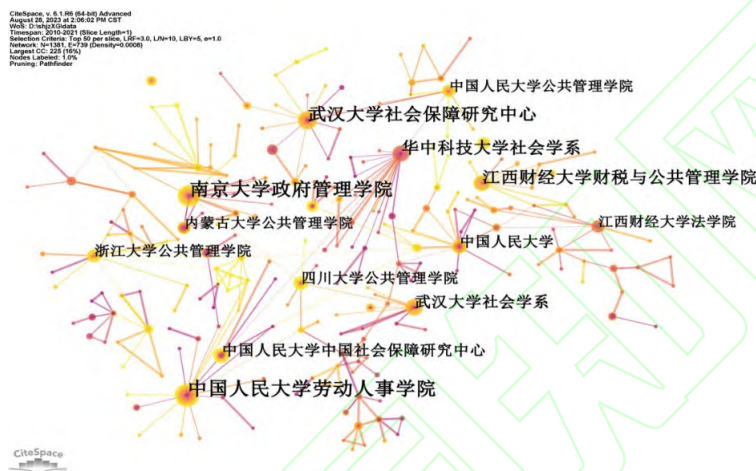 CiteSpace, v. 6.1.R6 (64-bit) Advanced
August 28, 2023 at 2:06:02 PM CST
WoS: D:\shjzXG\data
Timespan: 2010-2021 (Slice Length=1)
Selection Criteria: Top 50 per slice, LRF=3.0, L/N=10, LBY=5, e=1.0
Network: N=1381, E=739 (Density=0.0008)
Largest CC: 225 (16%)
Nodes Labeled: 1.0%
Pruning: Pathfinder
中国人民大学公共管理学院
武汉大学社会保障研究中心
华中科技大学社会学系
江西财经大学财税与公共管理学院
南京大学政府管理学院
内蒙古大学公共管理学院
江西财经大学法学院
中国人民大学
浙江大学公共管理学院
四川大学公共管理学院
武汉大学社会学系
中国人民大学中国社会保障研究中心
中国人民大学劳动人事学院
CiteSpace